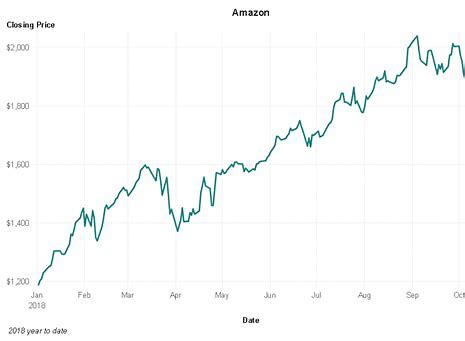 Amazon
Closing Price
$2,000
$1,800
$1,600
$1,400
$1,200
Jan Feb Mar Apr May Jun Jul Aug Sep Oct
2018
Date
2018 year to date